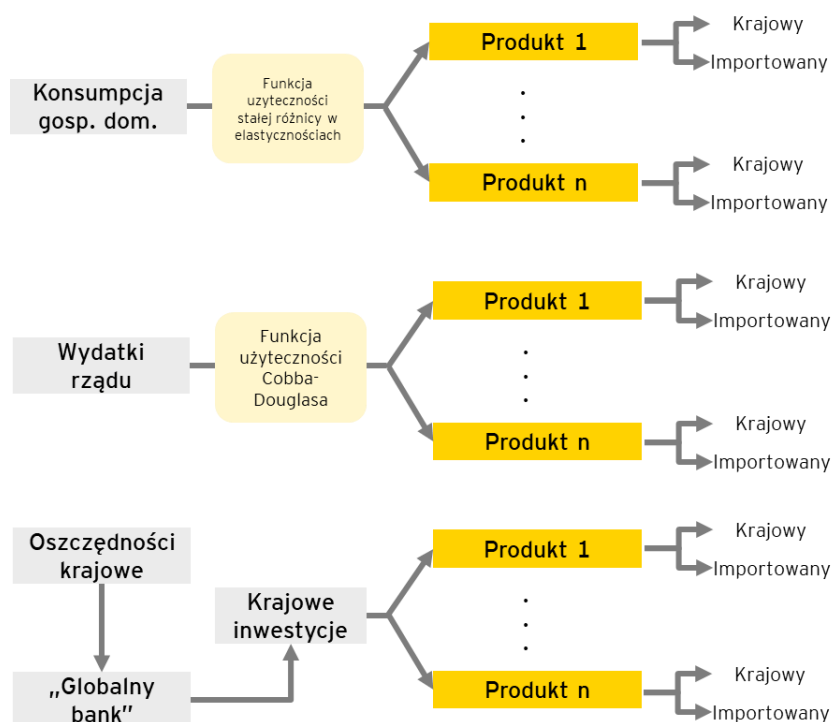 Konsumpcja
gosp. dom.
Funkcja
uzyteczności
stałej różnicy w
elastycznościach
Produkt 1
Krajowy
Importowany
Produkt n
Krajowy
Importowany
Wydatki
rządu
Funkcja
użyteczności
Cobba-
Douglasa
Produkt 1
Krajowy
Importowany
Produkt n
Krajowy
Importowany
Oszczędności
krajowe
„Globalny
bank”
Krajowe
inwestycje
Produkt 1
Krajowy
Importowany
Produkt n
Krajowy
Importowany